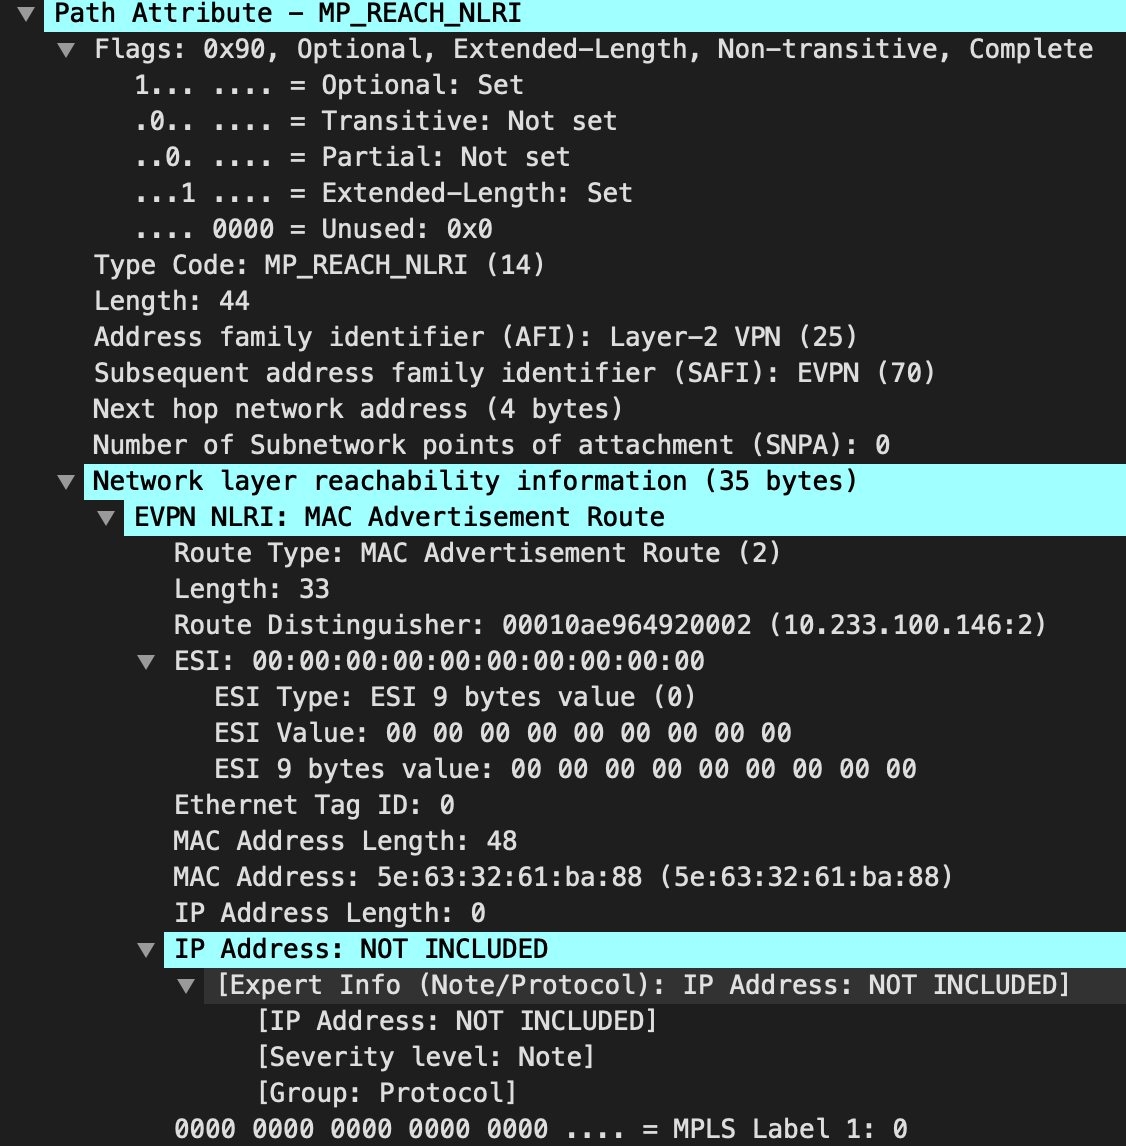 Path Attribute - MP_REACH_NLRI
Flags: 0x90, Optional, Extended-Length, Non-transitive, Complete
1... .... = Optional: Set
.0.. .... = Transitive: Not set
..0. .... = Partial: Not set
...1 .... = Extended-Length: Set
.... 0000 = Unused: 0x0
Type Code: MP_REACH_NLRI (14)
Length: 44
Address family identifier (AFI): Layer-2 VPN (25)
Subsequent address family identifier (SAFI): EVPN (70)
Next hop network address (4 bytes)
Number of Subnetwork points of attachment (SNPA): 0
Network layer reachability information (35 bytes)
EVPN NLRI: MAC Advertisement Route
Route Type: MAC Advertisement Route (2)
Length: 33
Route Distinguisher: 00010ae964920002 (10.233.100.146:2)
ESI: 00:00:00:00:00:00:00:00:00:00
ESI Type: ESI 9 bytes value (0)
ESI Value: 00 00 00 00 00 00 00 00 00
ESI 9 bytes value: 00 00 00 00 00 00 00 00 00
Ethernet Tag ID: 0
MAC Address Length: 48
MAC Address: 5e:63:32:61:ba:88 (5e:63:32:61:ba:88)
IP Address Length: 0
IP Address: NOT INCLUDED
[Expert Info (Note/Protocol): IP Address: NOT INCLUDED]
[IP Address: NOT INCLUDED]
[Severity level: Note]
[Group: Protocol]
0000 0000 0000 0000 0000 .... = MPLS Label 1: 0